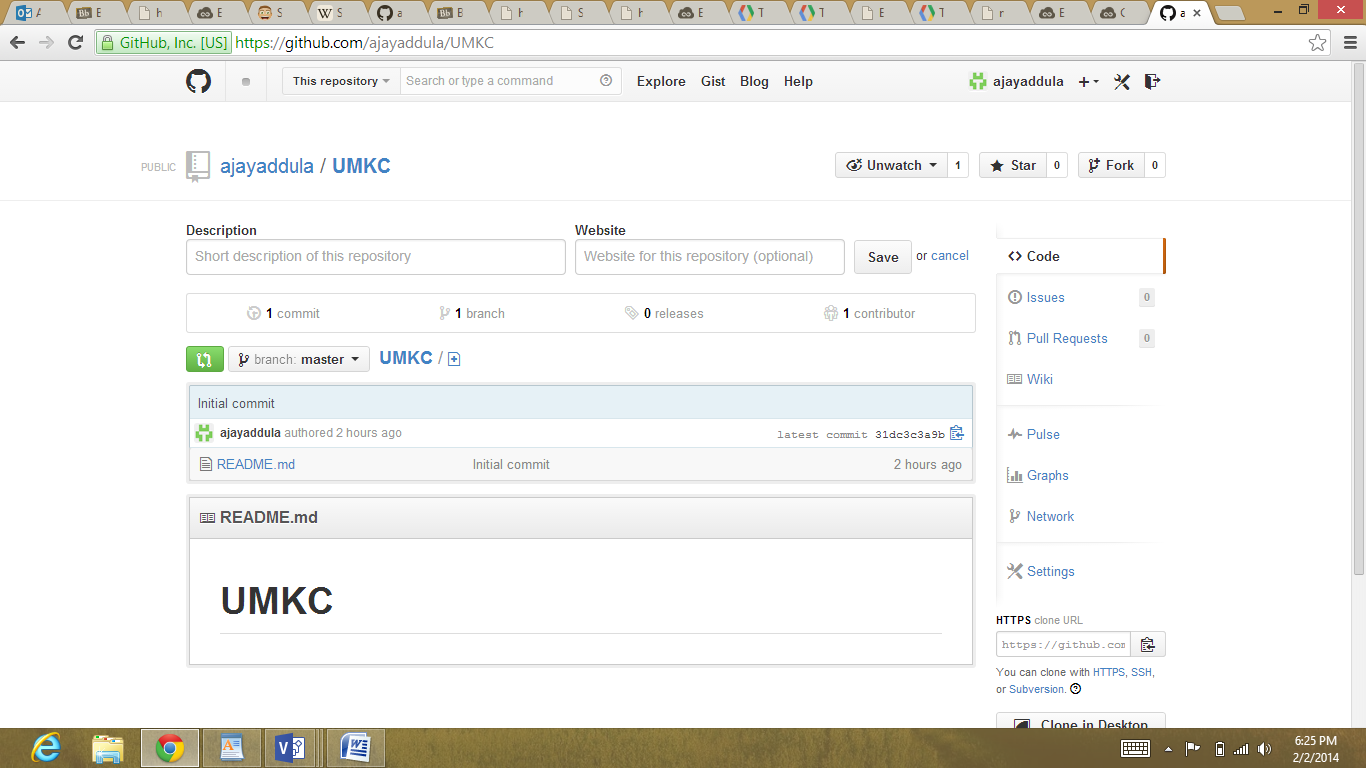 A Bb E h E S W S a Bb E h S h E T T E T r E C a
GitHub, Inc. [US] https://github.com/ajayaddula/UMKC
This repository Search or type a command Explore Gist Blog Help ajayaddula
PUBLIC ajayaddula / UMKC Unwatch 1 Star 0 Fork 0
Description Website
Short description of this repository Website for this repository (optional) Save or cancel
1 commit 1 branch 0 releases 1 contributor
branch: master UMKC /
Initial commit
ajayaddula authored 2 hours ago latest commit 31dc3c3a9b
README.md Initial commit 2 hours ago
README.md
UMKC
Code
Issues 0
Pull Requests 0
Wiki
Pulse
Graphs
Network
Settings
HTTPS clone URL
https://github.com
You can clone with HTTPS, SSH,
or Subversion.
Clone in Desktop
6:25 PM
2/2/2014